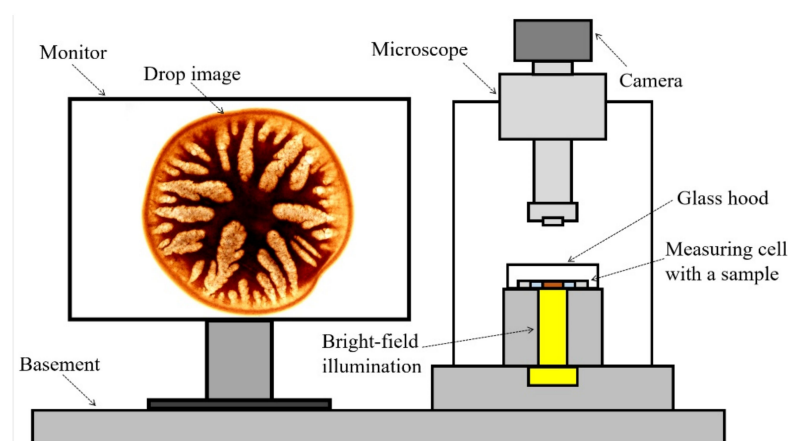 Monitor
Drop image
Microscope
Camera
Glass hood
Measuring cell
with a sample
Bright-field
illumination
Basement